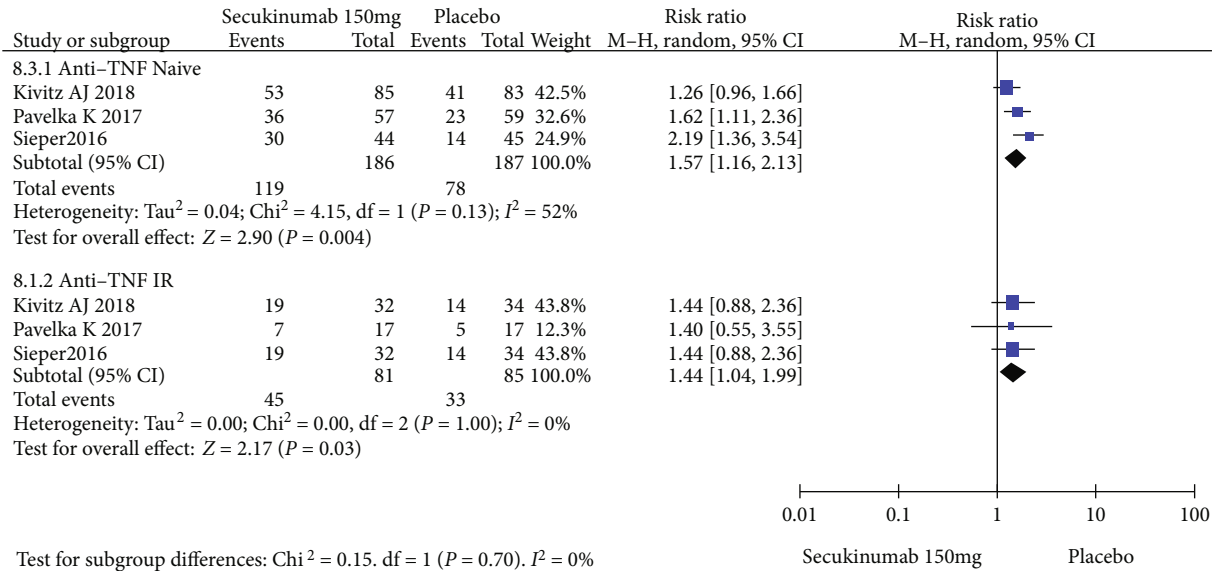 Secukinumab 150mg Placebo Risk ratio Risk ratio
Study or subgroup Events Total Events Total Weight M–H, random, 95% CI M–H, random, 95% CI
8.3.1 Anti–TNF Naive
Kivitz AJ 2018 53 85 41 83 42.5% 1.26 [0.96, 1.66]
Pavelka K 2017 36 57 23 59 32.6% 1.62 [1.11, 2.36]
Sieper2016 30 44 14 45 24.9% 2.19 [1.36, 3.54]
Subtotal (95% CI) 186 187 100.0% 1.57 [1.16, 2.13]
Total events 119 78
Heterogeneity: Tau² = 0.04; Chi² = 4.15, df = 1 (P = 0.13); I² = 52%
Test for overall effect: Z = 2.90 (P = 0.004)
8.1.2 Anti–TNF IR
Kivitz AJ 2018 19 32 14 34 43.8% 1.44 [0.88, 2.36]
Pavelka K 2017 7 17 5 17 12.3% 1.40 [0.55, 3.55]
Sieper2016 19 32 14 34 43.8% 1.44 [0.88, 2.36]
Subtotal (95% CI) 81 85 100.0% 1.44 [1.04, 1.99]
Total events 45 33
Heterogeneity: Tau² = 0.00; Chi² = 0.00, df = 2 (P = 1.00); I² = 0%
Test for overall effect: Z = 2.17 (P = 0.03)
0.01 0.1 1 10 100
Test for subgroup differences: Chi² = 0.15. df = 1 (P = 0.70). I² = 0% Secukinumab 150mg Placebo